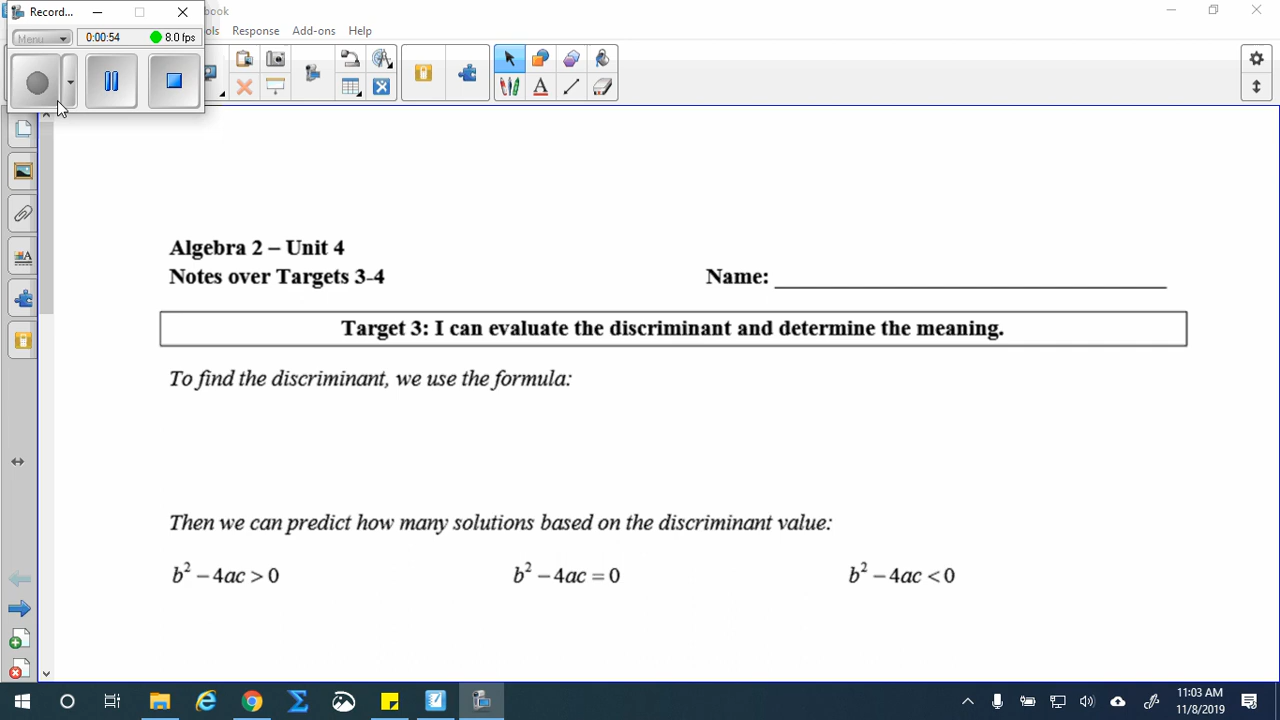 Record...
book
Menu
0:00:54
8.0 fps
ols Response Add-ons Help
Algebra 2 – Unit 4
Notes over Targets 3-4
Name:
Target 3: I can evaluate the discriminant and determine the meaning.
To find the discriminant, we use the formula:
Then we can predict how many solutions based on the discriminant value:
b² − 4ac > 0 b² − 4ac = 0 b² − 4ac < 0
11:03 AM
11/8/2019